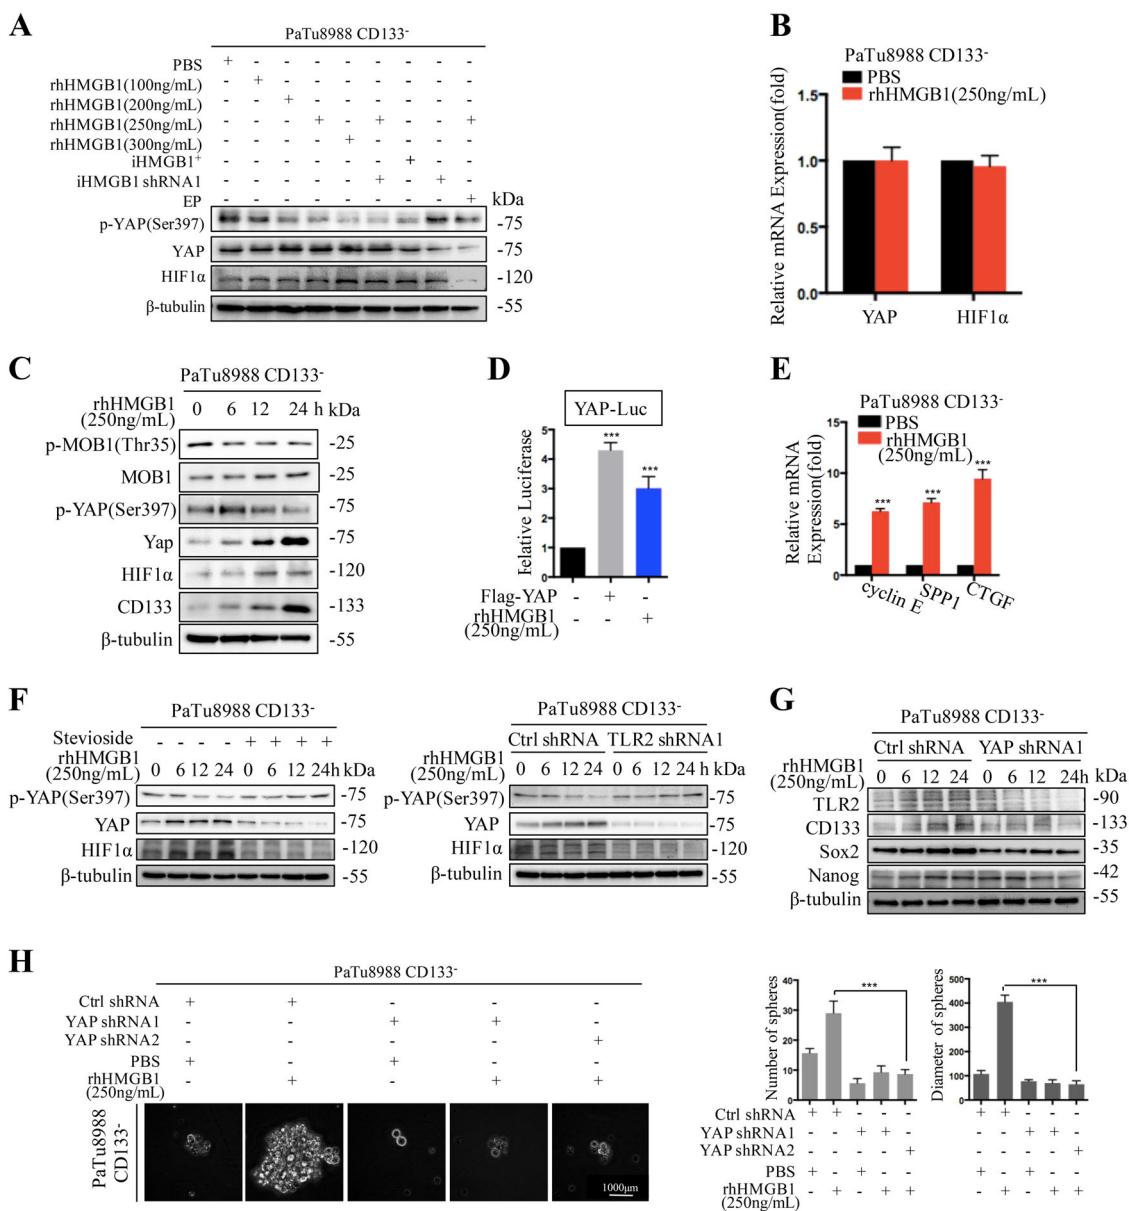 A
PaTu8988 CD133-
PBS + - - - - - - - -
rhHMGB1(100ng/mL) - + - - - - - - -
rhHMGB1(200ng/mL) - - + - - - - - -
rhHMGB1(250ng/mL) - - - + - + - - +
rhHMGB1(300ng/mL) - - - - + - - - -
iHMGB1+ - - - - - - + - -
iHMGB1 shRNA1 - - - - - + - + -
EP - - - - - - - - +
kDa
p-YAP(Ser397) -75
YAP -75
HIF1α -120
β-tubulin -55
B
PaTu8988 CD133-
PBS
rhHMGB1(250ng/mL)
Relative mRNA Expression(fold)
1.5
1.0
0.5
0.0
YAP HIF1α
C
PaTu8988 CD133-
rhHMGB1
(250ng/mL)
0 6 12 24 h kDa
p-MOB1(Thr35) -25
MOB1 -25
p-YAP(Ser397) -75
Yap -75
HIF1α -120
CD133 -133
β-tubulin -55
D
YAP-Luc
Relative Luciferase
5
4
3
2
1
0
*** ***
Flag-YAP - + -
rhHMGB1
(250ng/mL) - - +
E
PaTu8988 CD133-
PBS
rhHMGB1
(250ng/mL)
Relative mRNA
Expression(fold)
15
10
5
0
*** *** ***
cyclin E SPP1 CTGF
F
PaTu8988 CD133-
Stevioside - - - - + + + +
rhHMGB1
(250ng/mL) 0 6 12 24 0 6 12 24h kDa
p-YAP(Ser397) -75
YAP -75
HIF1α -120
β-tubulin -55
PaTu8988 CD133-
Ctrl shRNA TLR2 shRNA1
rhHMGB1
(250ng/mL) 0 6 12 24 0 6 12 24 h kDa
p-YAP(Ser397) -75
YAP -75
HIF1α -120
β-tubulin -55
G
PaTu8988 CD133-
Ctrl shRNA YAP shRNA1
rhHMGB1
(250ng/mL) 0 6 12 24 0 6 12 24h kDa
TLR2 -90
CD133 -133
Sox2 -35
Nanog -42
β-tubulin -55
H
PaTu8988 CD133-
Ctrl shRNA + + - - -
YAP shRNA1 - - + + -
YAP shRNA2 - - - - +
PBS + - + - -
rhHMGB1
(250ng/mL) - + - + +
PaTu8988
CD133-
1000μm
Number of spheres
40
30
20
10
0
***
Diameter of spheres
500
400
300
200
100
0
***
Ctrl shRNA + + - - - + + - - -
YAP shRNA1 - - + + - - - + + -
YAP shRNA2 - - - - + - - - - +
PBS + - + - - + - + - -
rhHMGB1
(250ng/mL) - + - + + - + - + +